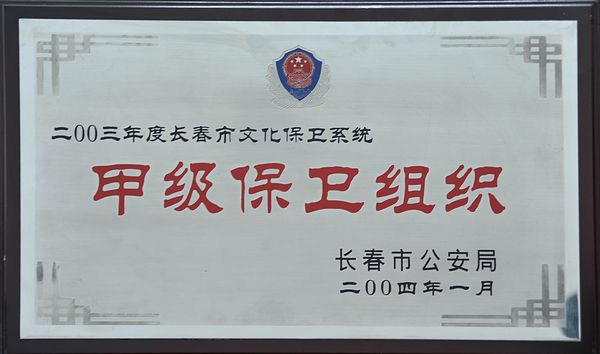 二00三年度长春市文化保卫系统
甲级保卫组织
长春市公安局
二00四年一月